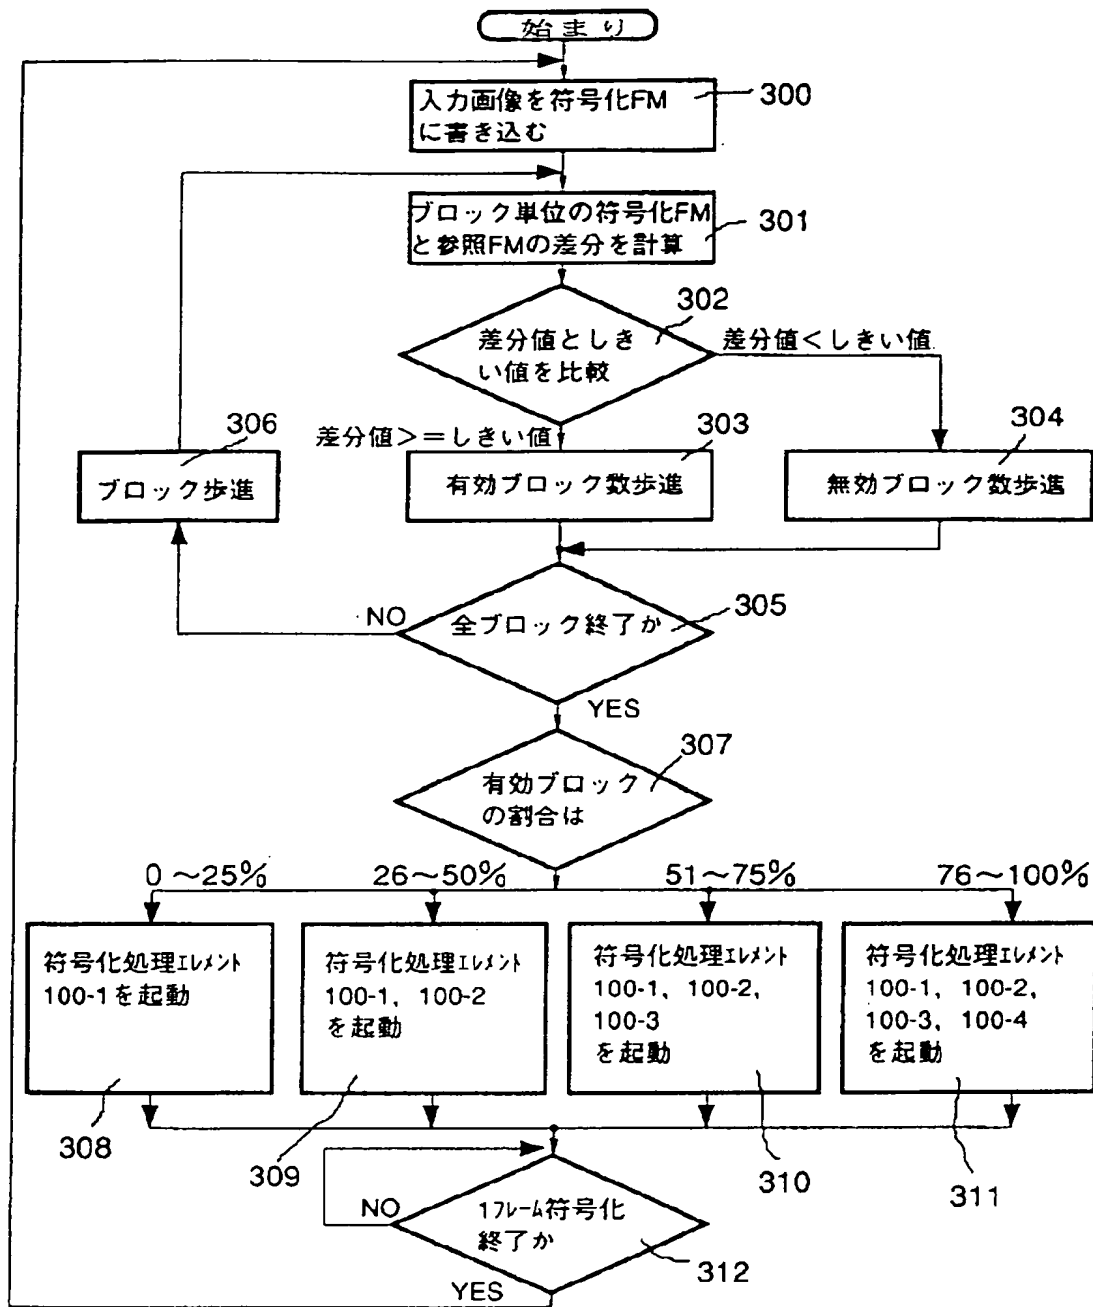 始まり
入力画像を符号化FM
に書き込む
300
ブロック単位の符号化FM
と参照FMの差分を計算
301
302
差分値としき
い値を比較
差分値<しきい値
差分値>=しきい値
306
ブロック歩進
303
有効ブロック数歩進
304
無効ブロック数歩進
305
NO
全ブロック終了か
YES
307
有効ブロック
の割合は
0~25%
26~50%
51~75%
76~100%
符号化処理エレメント
100-1を起動
符号化処理エレメント
100-1, 100-2
を起動
符号化処理エレメント
100-1, 100-2,
100-3
を起動
符号化処理エレメント
100-1, 100-2,
100-3, 100-4
を起動
308
309
310
311
NO
1フレーム符号化
終了か
312
YES